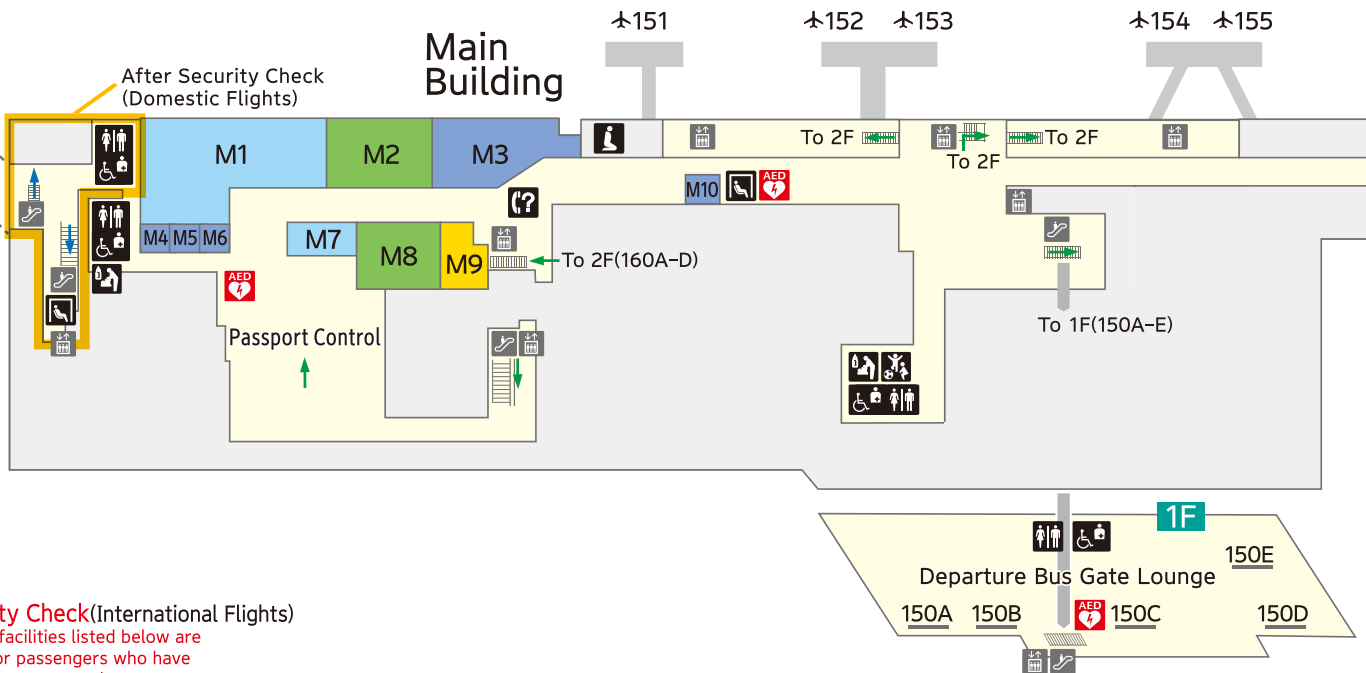 151
152
153
154
155
Main
Building
After Security Check
(Domestic Flights)
M1
M2
M3
To 2F
To 2F
To 2F
M10
AED
?
M4
M5
M6
M7
M8
M9
To 2F(160A-D)
AED
Passport Control
To 1F(150A-E)
1F
150E
Departure Bus Gate Lounge
150A
150B
AED
150C
150D
ty Check(International Flights)
facilities listed below are
or passengers who have